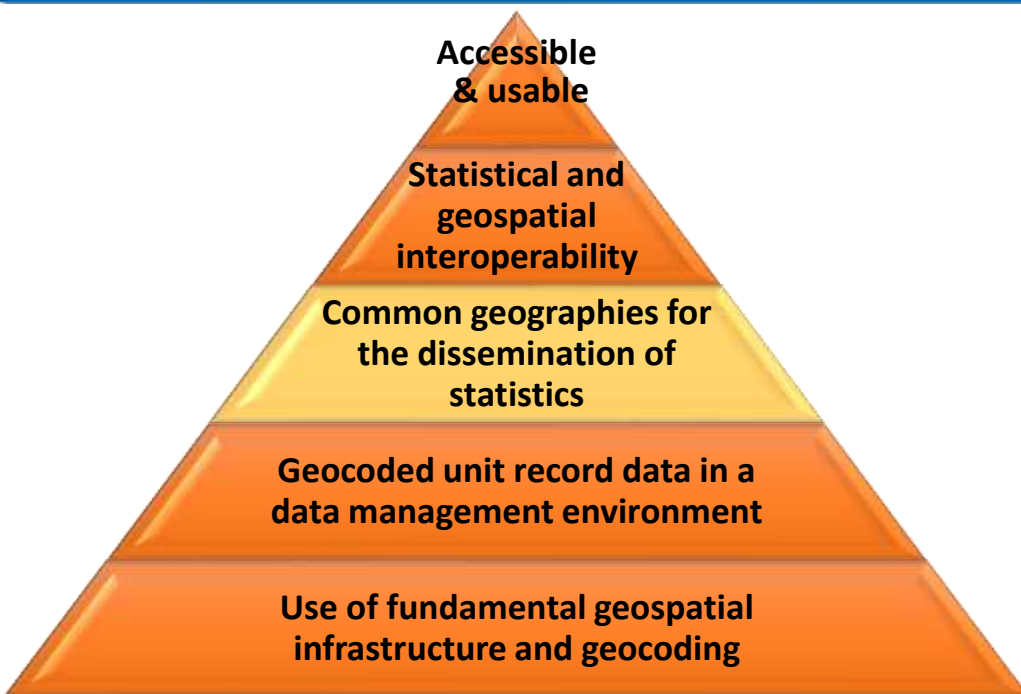 Accessible
& usable
Statistical and
geospatial
interoperability
Common geographies for
the dissemination of
statistics
Geocoded unit record data in a
data management environment
Use of fundamental geospatial
infrastructure and geocoding